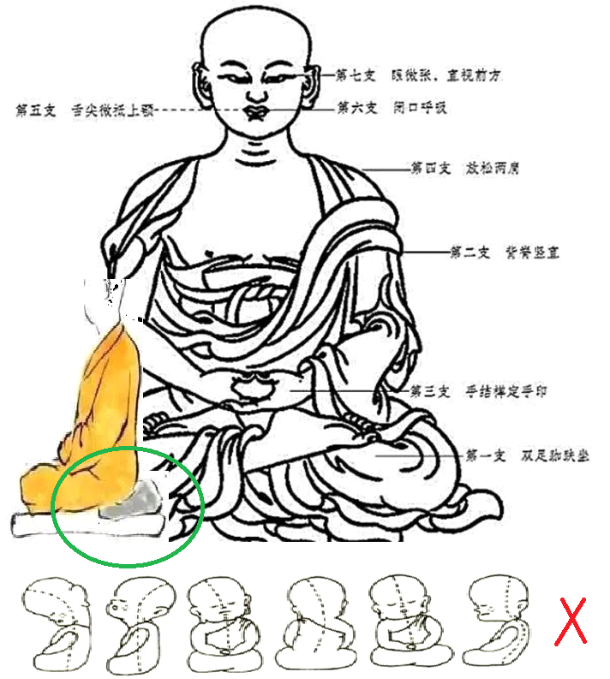 第七支 眼微张，直视前方
第五支 舌尖微抵上颚
第六支 闭口呼吸
第四支 放松两肩
第二支 背脊竖直
第三支 手结禅定手印
第一支 双足跏趺坐